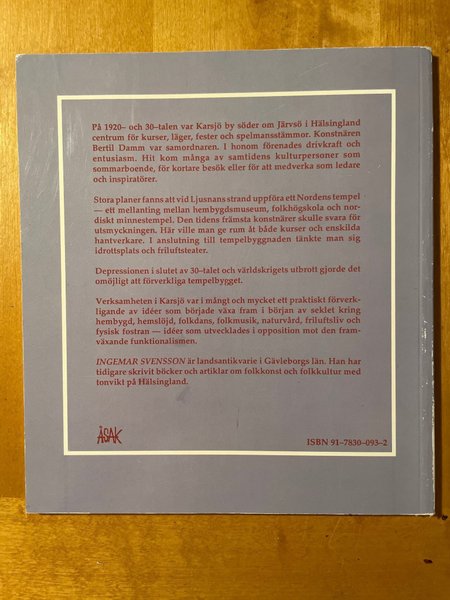 På 1920– och 30-talen var Karsjö by söder om Järvsö i Hälsingland
centrum för kurser, läger, fester och spelmansstämmor. Konstnären
Bertil Damm var samordnaren. I honom förenades drivkraft och
entusiasm. Hit kom många av samtidens kulturpersoner som
sommarboende, för kortare besök eller för att medverka som ledare
och inspiratörer.
Stora planer fanns att vid Ljusnans strand uppföra ett Nordens tempel
— ett mellanting mellan hembygdsmuseum, folkhögskola och nor-
diskt minnestempel. Den tidens främsta konstnärer skulle svara för
utsmyckningen. Här ville man ge rum åt både kurser och enskilda
hantverkare. I anslutning till tempelbyggnaden tänkte man sig
idrottsplats och friluftsteater.
Depressionen i slutet av 30-talet och världskrigets utbrott gjorde det
omöjligt att förverkliga tempelbygget.
Verksamheten i Karsjö var i mångt och mycket ett praktiskt förverk-
ligande av idéer som började växa fram i början av seklet kring
hembygd, hemslöjd, folkdans, folkmusik, naturvård, friluftsliv och
fysisk fostran — idéer som utvecklades i opposition mot den fram-
växande funktionalismen.
INGEMAR SVENSSON är landsantikvarie i Gävleborgs län. Han har
tidigare skrivit böcker och artiklar om folkkonst och folkkultur med
tonvikt på Hälsingland.
ÅSAK
ISBN 91–7830–093–2